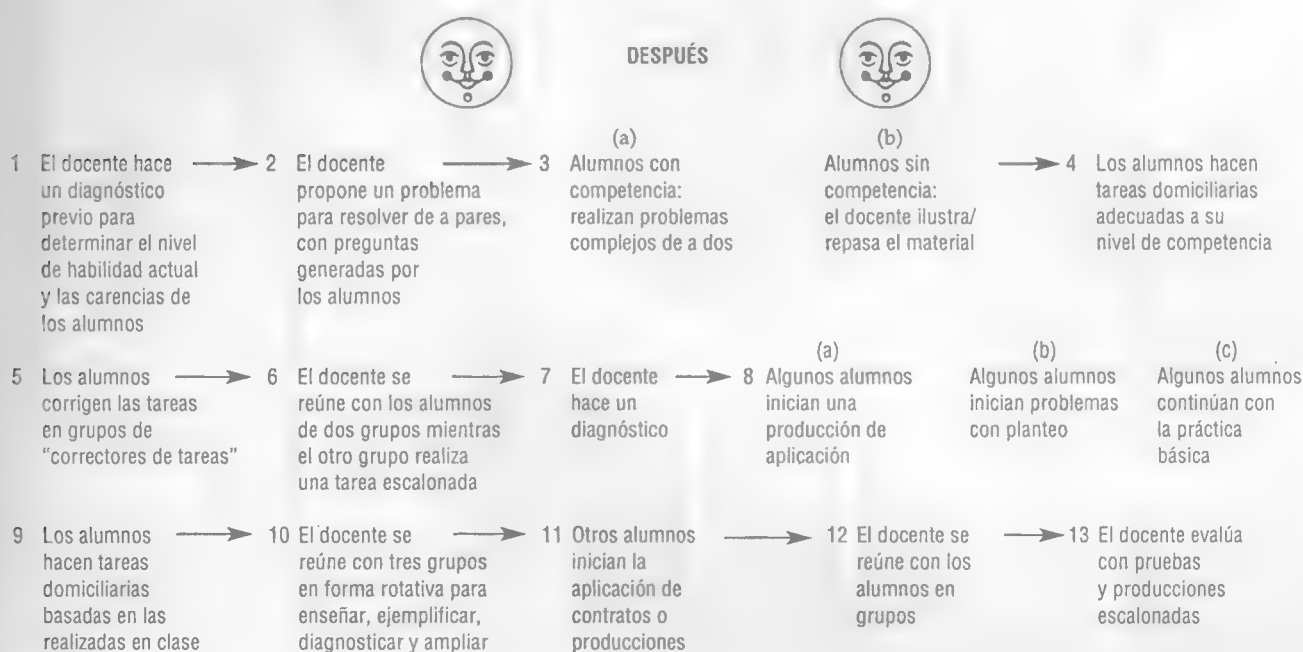 DESPUÉS
1 El docente hace
un diagnóstico
previo para
determinar el nivel
de habilidad actual
y las carencias de
los alumnos
2 El docente
propone un problema
para resolver de a pares,
con preguntas
generadas por
los alumnos
(a)
3 Alumnos con
competencia:
realizan problemas
complejos de a dos
(b)
Alumnos sin
competencia:
el docente ilustra/
repasa el material
4 Los alumnos hacen
tareas domiciliarias
adecuadas a su
nivel de competencia
5 Los alumnos
corrigen las tareas
en grupos de
"correctores de tareas"
6 El docente se
reúne con los alumnos
de dos grupos mientras
el otro grupo realiza
una tarea escalonada
7 El docente
hace un
diagnóstico
(a)
8 Algunos alumnos
inician una
producción de
aplicación
(b)
Algunos alumnos
inician problemas
con planteo
(c)
Algunos alumnos
continúan con
la práctica
básica
9 Los alumnos
hacen tareas
domiciliarias
basadas en las
realizadas en clase
10 El docente se
reúne con tres grupos
en forma rotativa para
enseñar, ejemplificar,
diagnosticar y ampliar
11 Otros alumnos
inician la
aplicación de
contratos o
producciones
12 El docente se
reúne con los
alumnos en
grupos
13 El docente evalúa
con pruebas
y producciones
escalonadas